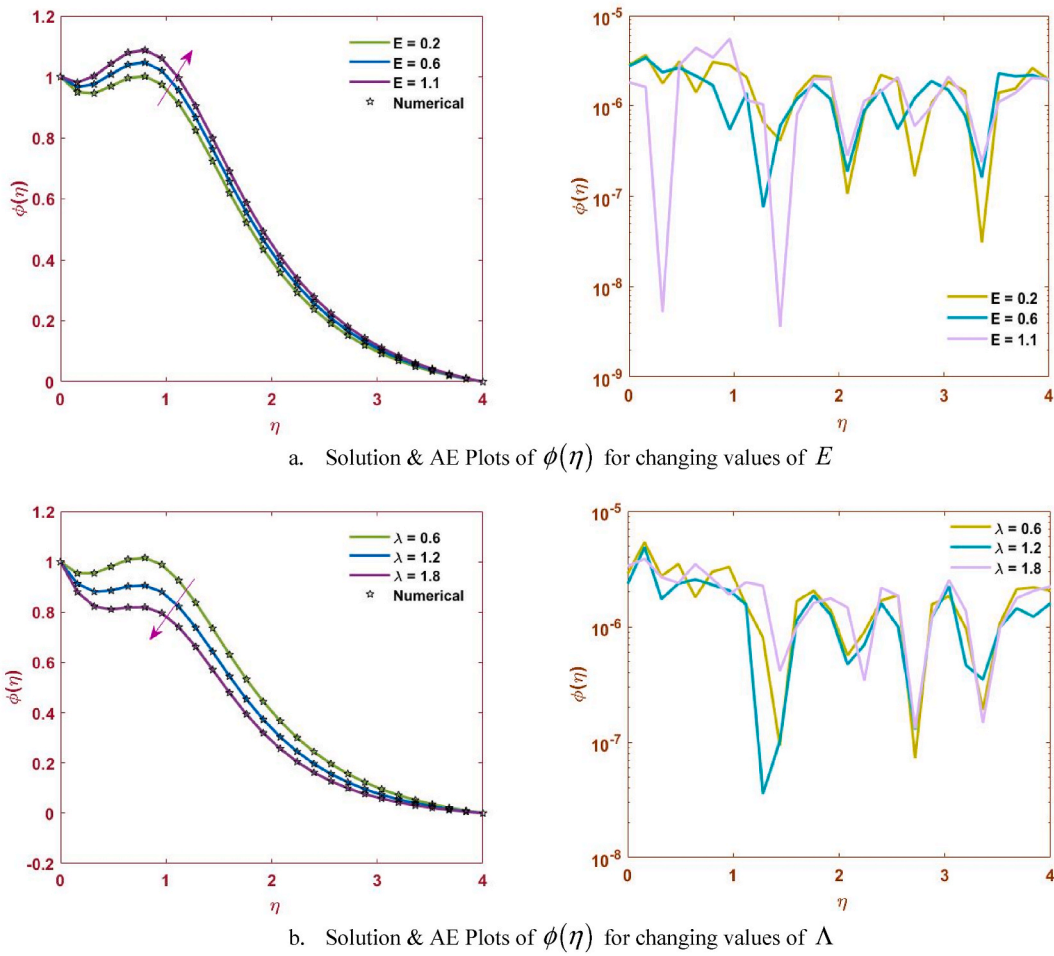 1.2
1
0.8
0.6
0.4
0.2
0
ϕ(η)
0 1 2 3 4
η
E = 0.2
E = 0.6
E = 1.1
Numerical
10⁻⁵
10⁻⁶
10⁻⁷
10⁻⁸
10⁻⁹
ϕ(η)
0 1 2 3 4
η
E = 0.2
E = 0.6
E = 1.1
a. Solution & AE Plots of ϕ(η) for changing values of E
1.2
1
0.8
0.6
0.4
0.2
0
-0.2
ϕ(η)
0 1 2 3 4
η
λ = 0.6
λ = 1.2
λ = 1.8
Numerical
10⁻⁵
10⁻⁶
10⁻⁷
10⁻⁸
ϕ(η)
0 1 2 3 4
η
λ = 0.6
λ = 1.2
λ = 1.8
b. Solution & AE Plots of ϕ(η) for changing values of Λ